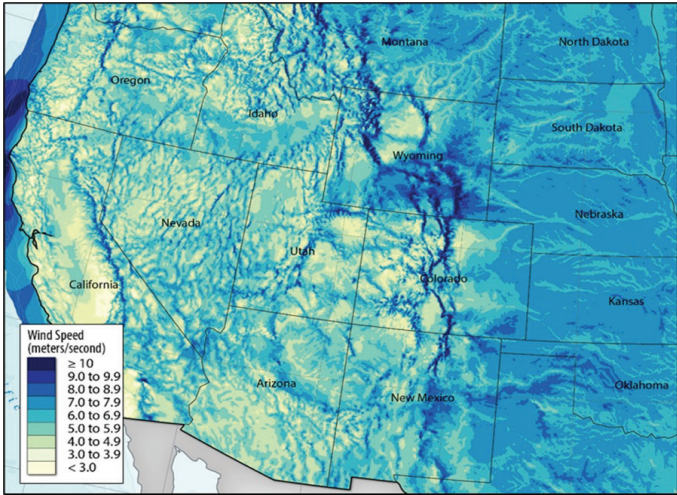 Montana
North Dakota
Oregon
Idaho
South Dakota
Wyoming
Nebraska
Nevada
Utah
Colorado
California
Kansas
Wind Speed
(meters/second)
≥ 10
9.0 to 9.9
8.0 to 8.9
7.0 to 7.9
6.0 to 6.9
5.0 to 5.9
4.0 to 4.9
3.0 to 3.9
< 3.0
Arizona
New Mexico
Oklahoma